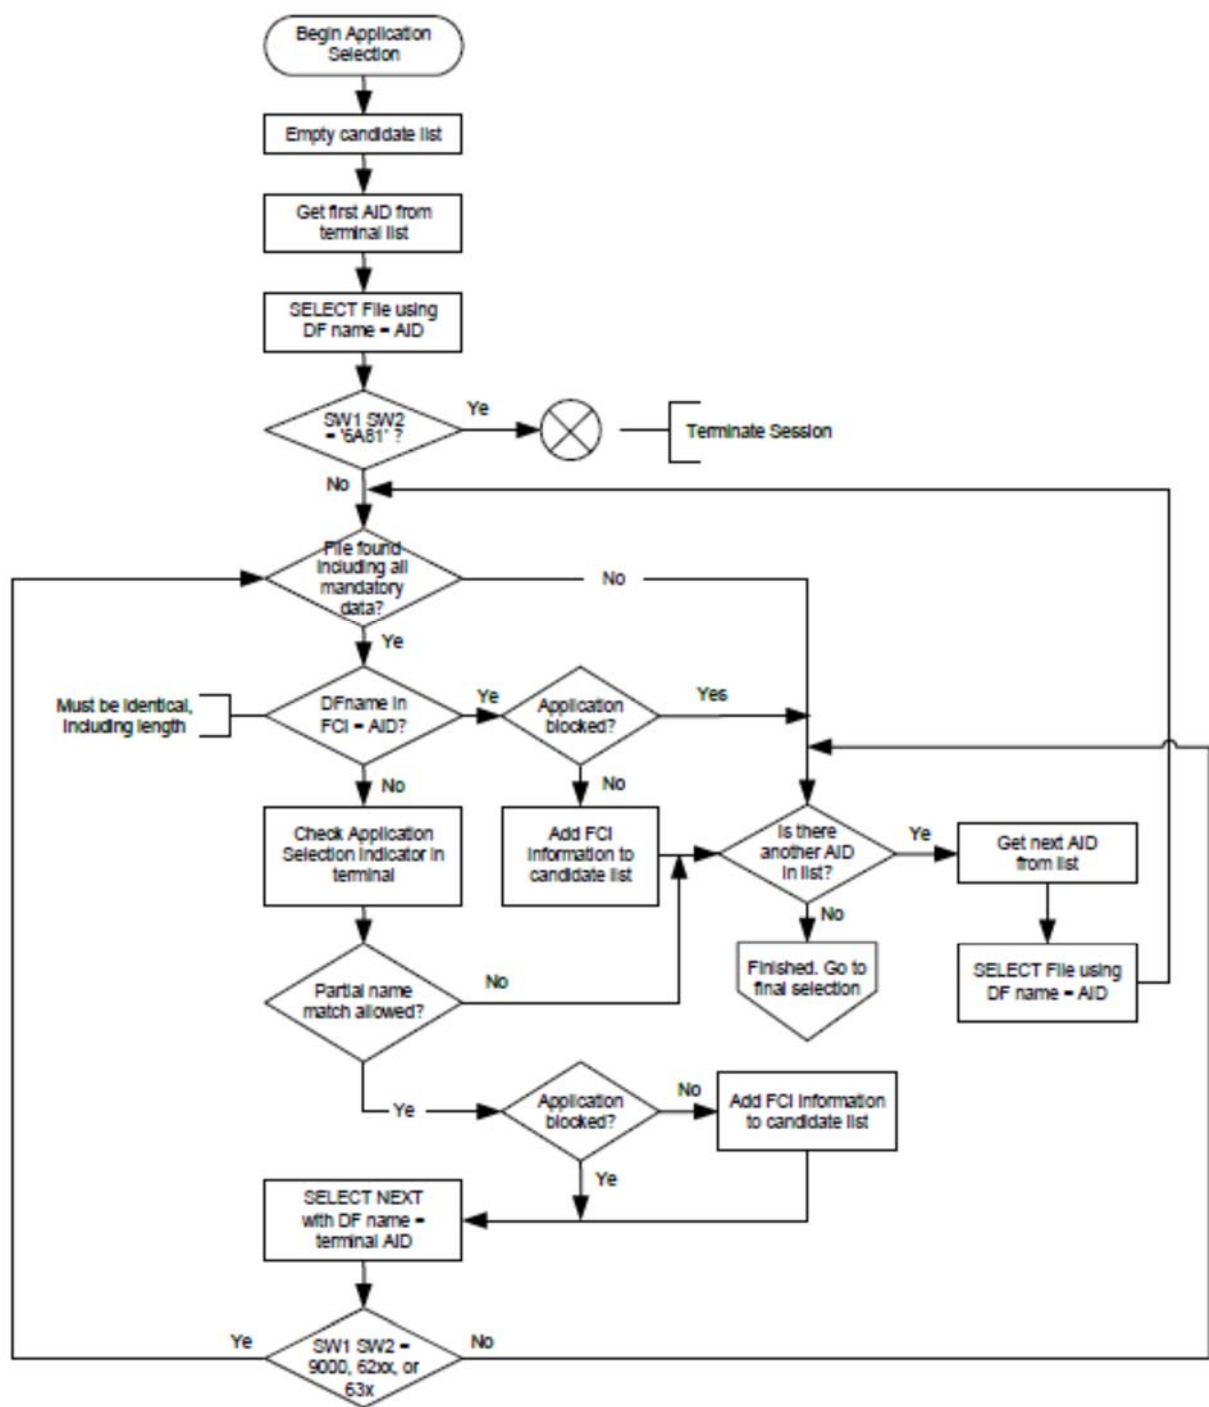 Begin Application
Selection
Empty candidate list
Get first AID from
terminal list
SELECT File using
DF name = AID
SW1 SW2
= '6A81' ?
Ye
Terminate Session
No
File found
including all
mandatory
data?
No
Ye
Must be identical,
including length
DFname in
FCI = AID?
Ye
Application
blocked?
Yes
No
No
Check Application
Selection Indicator in
terminal
Add FCI
information to
candidate list
Is there
another AID
in list?
Ye
Get next AID
from list
No
Partial name
match allowed?
No
Finished. Go to
final selection
SELECT File using
DF name = AID
Ye
Application
blocked?
No
Add FCI information
to candidate list
Ye
SELECT NEXT
with DF name =
terminal AID
Ye
SW1 SW2 =
9000, 62xx, or
63x
No